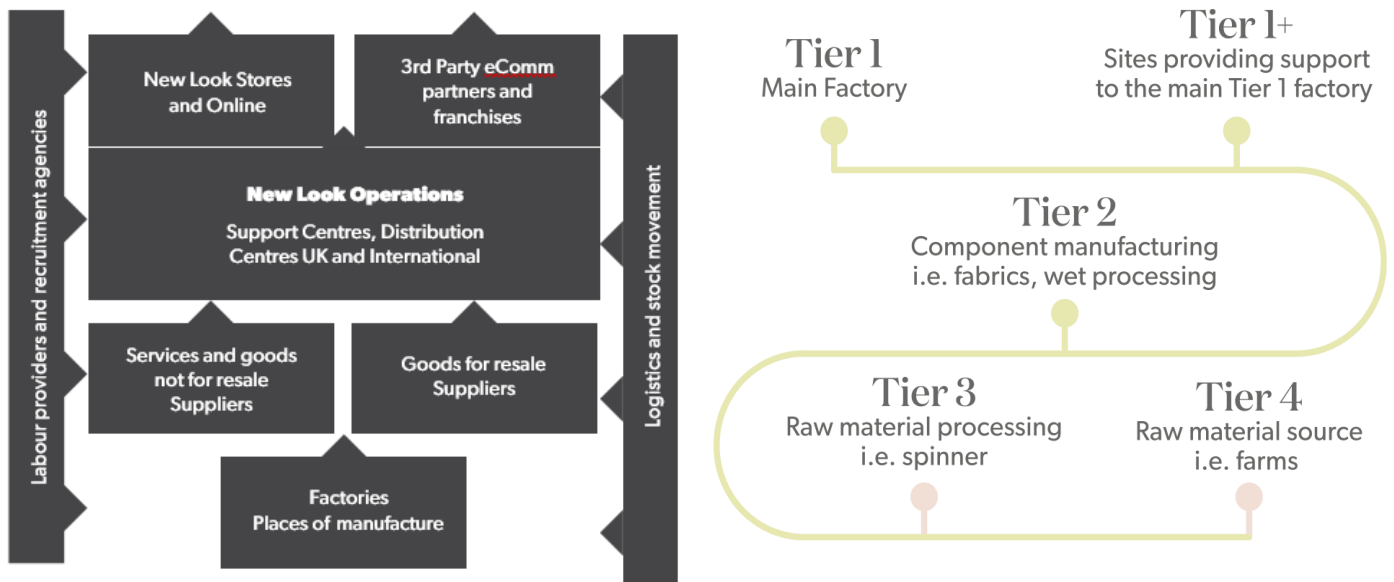 Labour providers and recruitment agencies
New Look Stores
and Online
3rd Party eComm
partners and
franchises
New Look Operations
Support Centres, Distribution
Centres UK and International
Services and goods
not for resale
Suppliers
Goods for resale
Suppliers
Factories
Places of manufacture
Logistics and stock movement
Tier 1
Main Factory
Tier 1+
Sites providing support
to the main Tier 1 factory
Tier 2
Component manufacturing
i.e. fabrics, wet processing
Tier 3
Raw material processing
i.e. spinner
Tier 4
Raw material source
i.e. farms